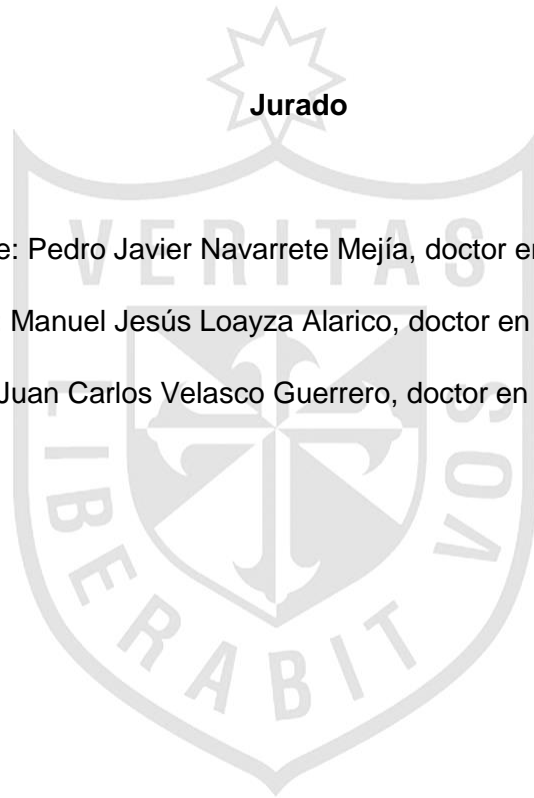 Jurado
e: Pedro Javier Navarrete Mejía, doctor en
Manuel Jesús Loayza Alarico, doctor en
Juan Carlos Velasco Guerrero, doctor en
VERITAS
LIBERABIT
VOS